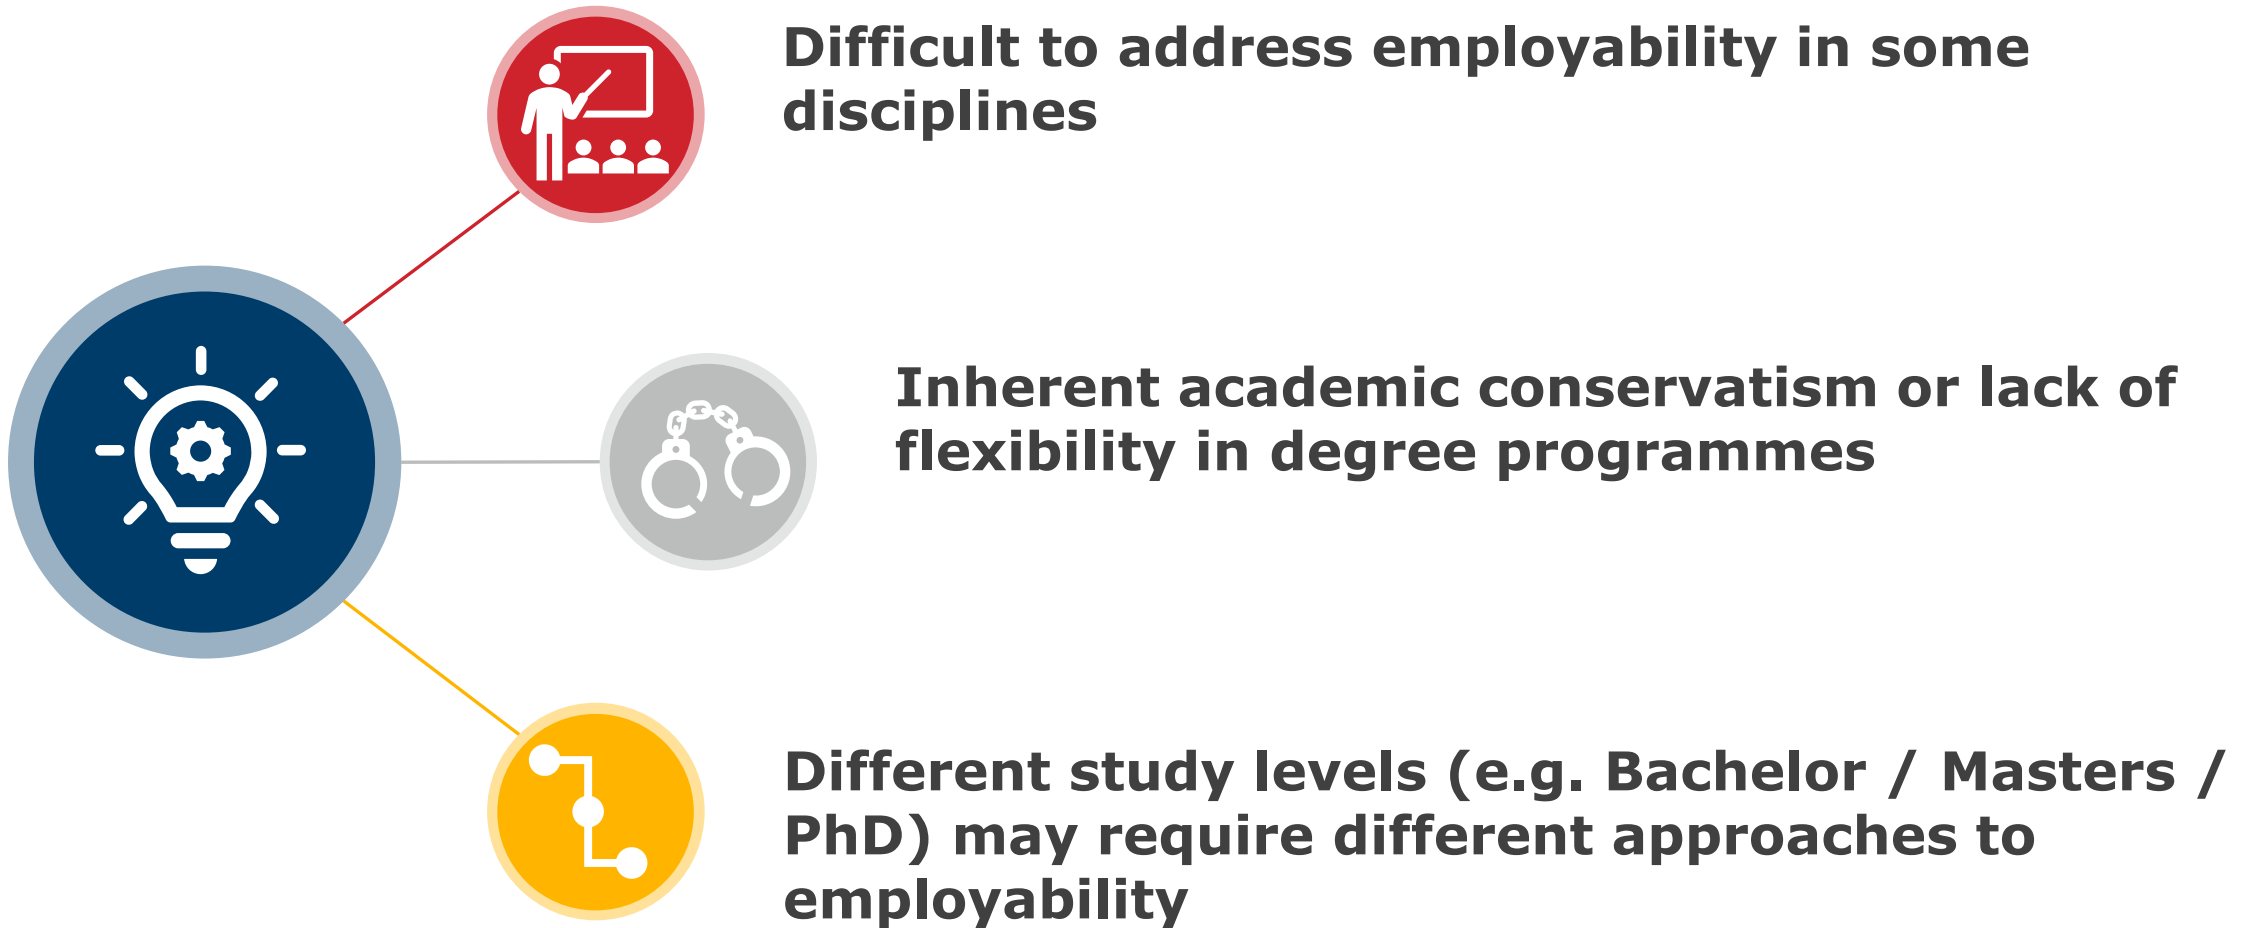 Difficult to address employability in some
disciplines
Inherent academic conservatism or lack of
flexibility in degree programmes
Different study levels (e.g. Bachelor / Masters /
PhD) may require different approaches to
employability